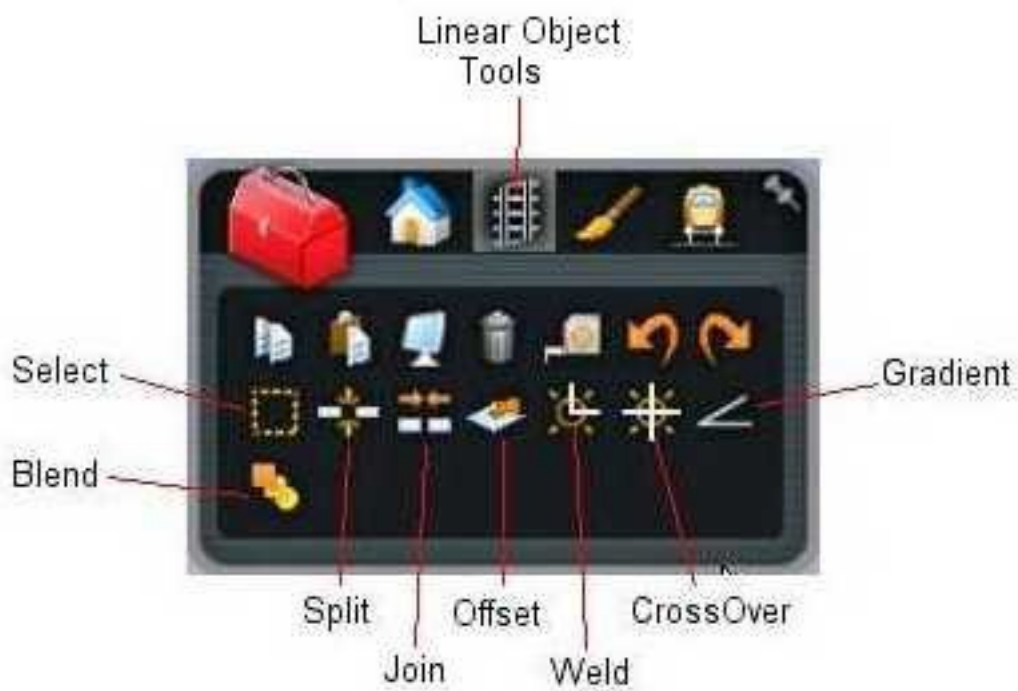 Linear Object
Tools
Select
Gradient
Blend
Split
Offset
CrossOver
Join
Weld